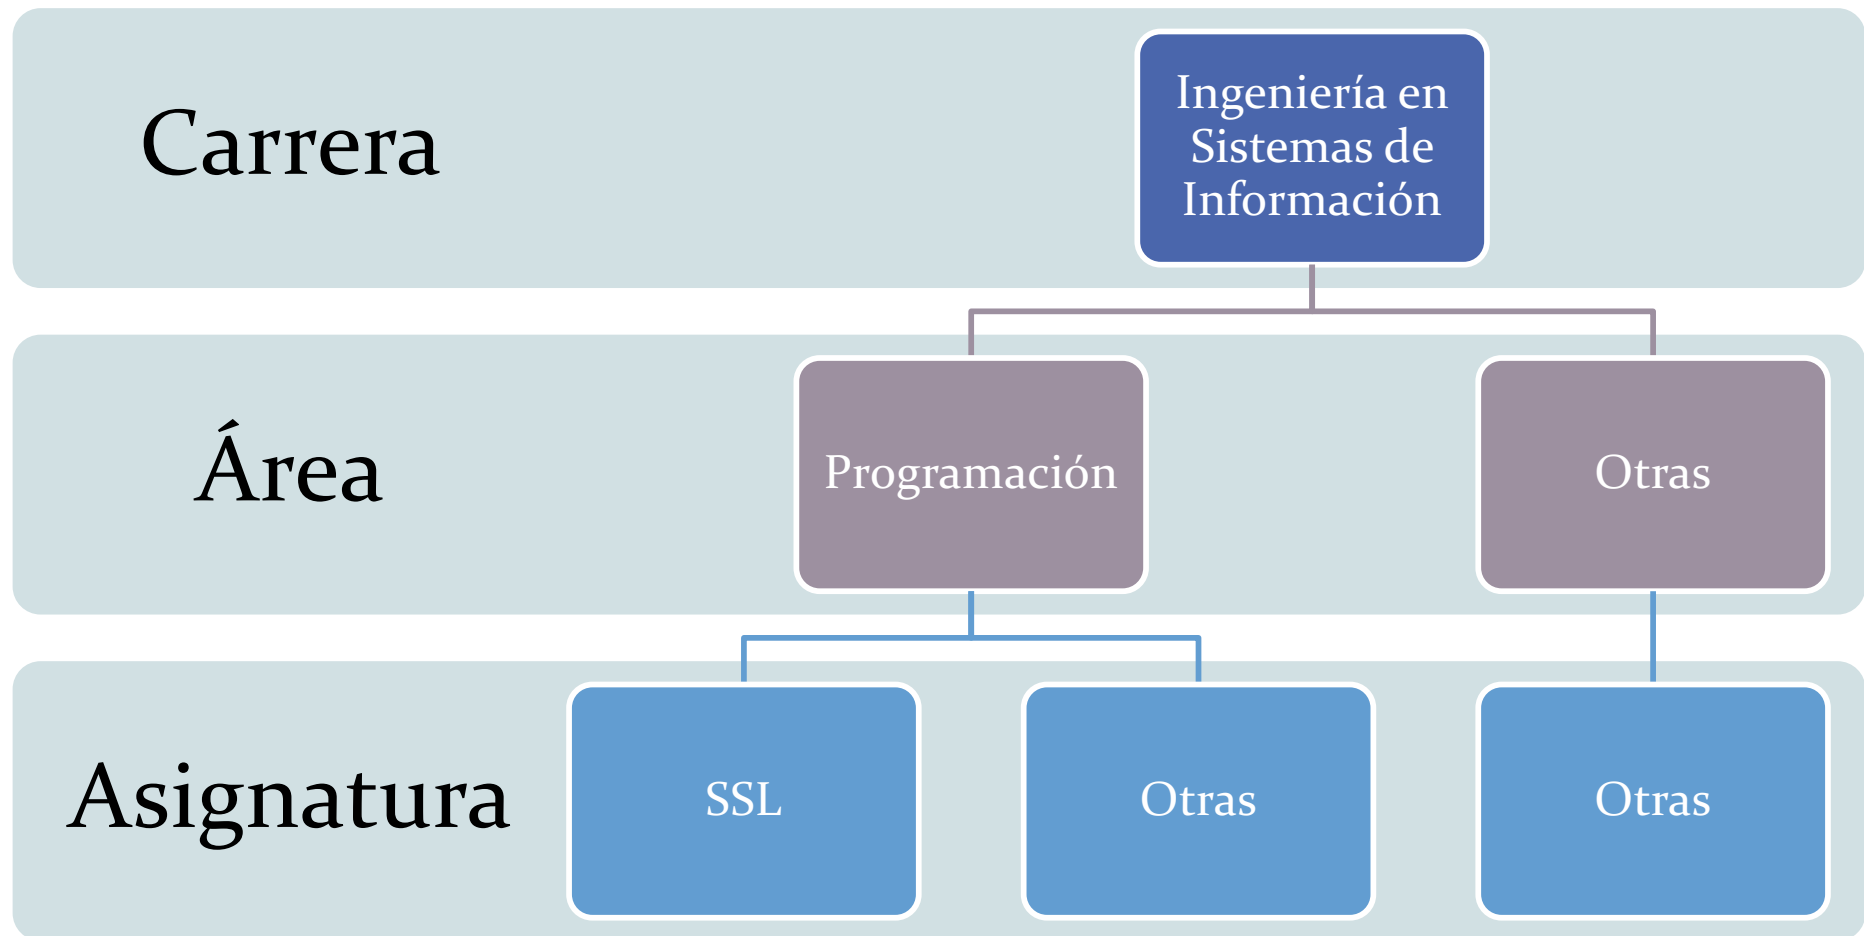 Carrera
Ingeniería en
Sistemas de
Información
Área
Programación
Otras
Asignatura
SSL
Otras
Otras